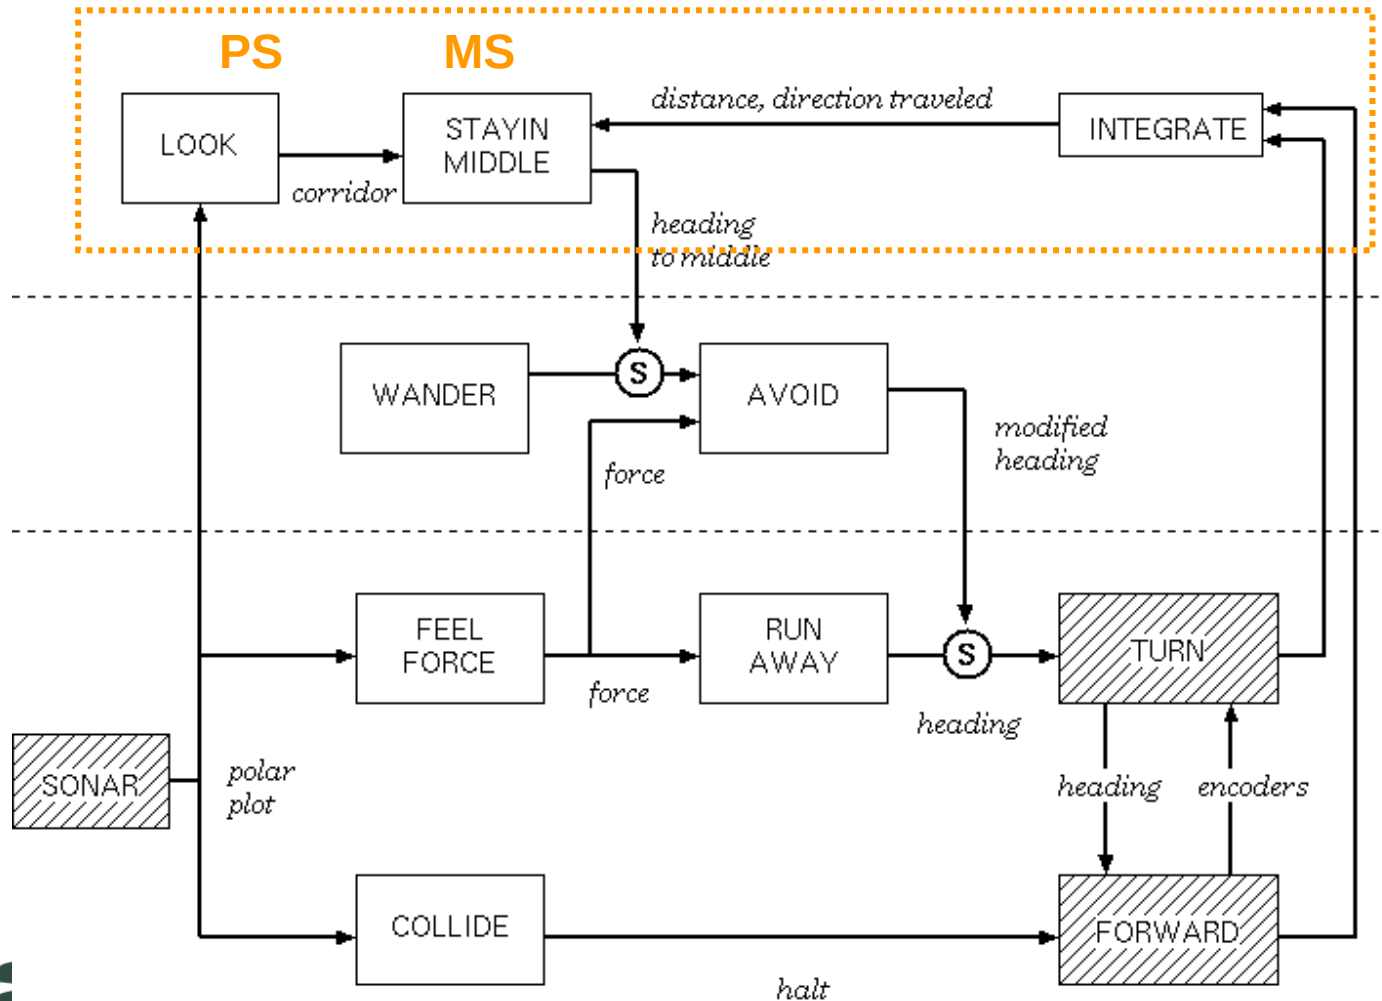 PS
MS
LOOK
corridor
STAYIN
MIDDLE
distance, direction traveled
INTEGRATE
heading
to middle
WANDER
S
AVOID
force
modified
heading
FEEL
FORCE
force
RUN
AWAY
S
heading
TURN
SONAR
polar
plot
heading
encoders
COLLIDE
halt
FORWARD